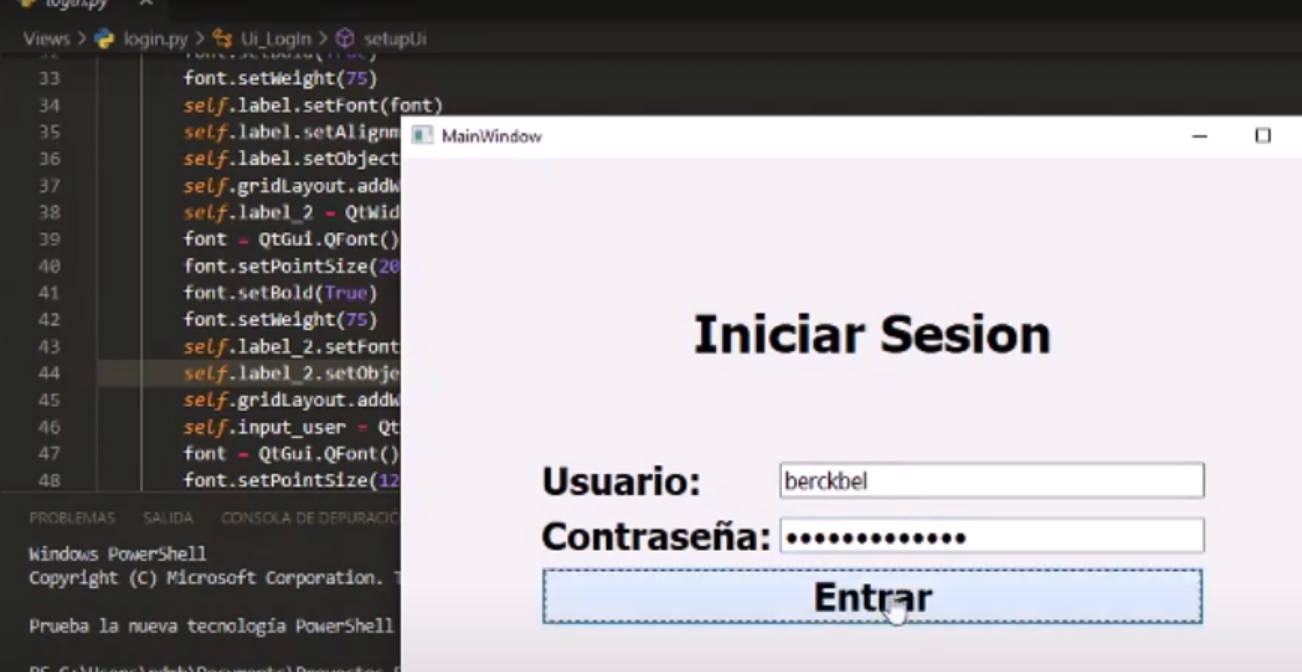 login.py
Views > login.py > Ui_LogIn > setupUi
33 font.setWeight(75)
34 self.label.setFont(font)
35 self.label.setAlignm
36 self.label.setObject
37 self.gridLayout.addW
38 self.label_2 = QtWid
39 font = QtGui.QFont()
40 font.setPointSize(20
41 font.setBold(True)
42 font.setWeight(75)
43 self.label_2.setFont
44 self.label_2.setObje
45 self.gridLayout.addW
46 self.input_user = Qt
47 font = QtGui.QFont()
48 font.setPointSize(12
PROBLEMAS SALIDA CONSOLA DE DEPURACIC
Windows PowerShell
Copyright (C) Microsoft Corporation.
Prueba la nueva tecnología PowerShell
MainWindow
Iniciar Sesion
Usuario: berckbel
Contraseña: •••••••••••••
Entrar